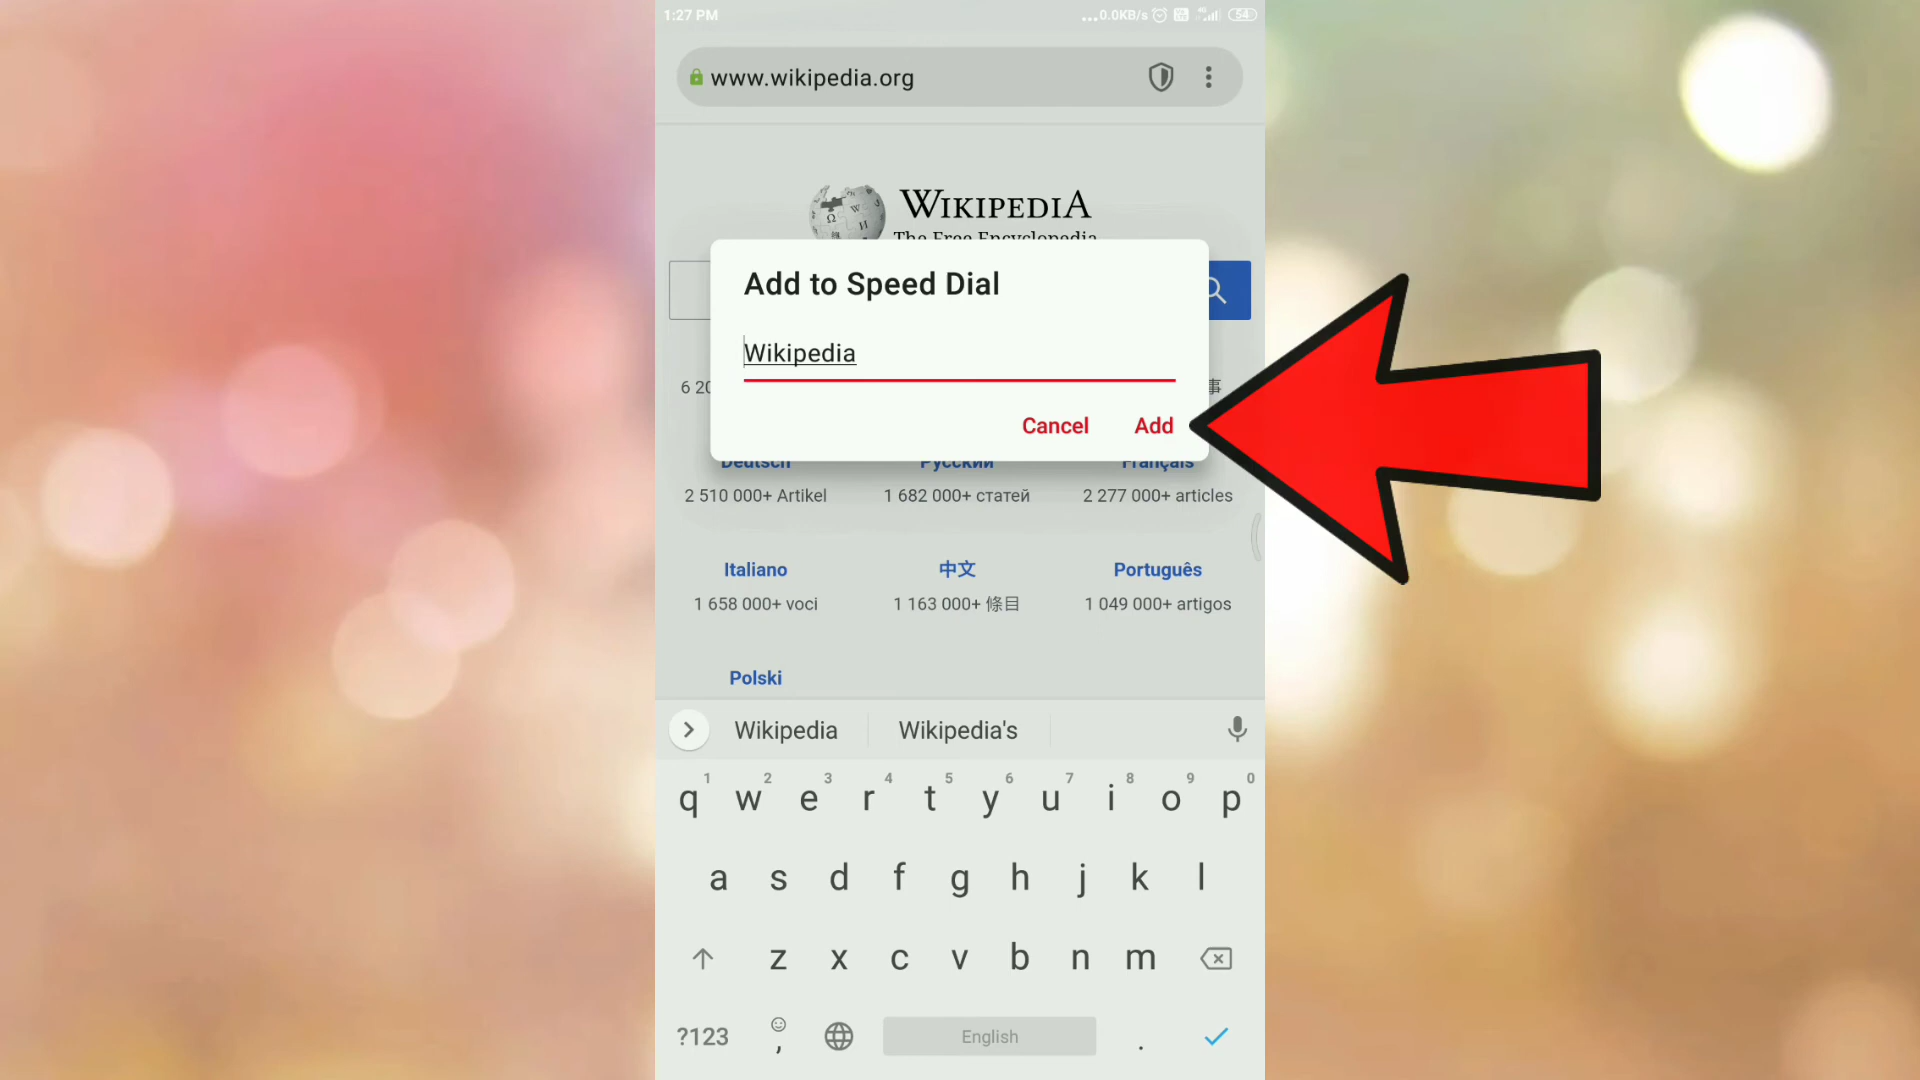 1:27 PM
...0.0KB/s 4G 54
www.wikipedia.org
WIKIPEDIA
The Free Encyclopedia
Add to Speed Dial
Wikipedia
6 20 事
Cancel Add
Deutsch Русский Français
2 510 000+ Artikel 1 682 000+ статей 2 277 000+ articles
Italiano 中文 Português
1 658 000+ voci 1 163 000+ 條目 1 049 000+ artigos
Polski
Wikipedia Wikipedia's
1 2 3 4 5 6 7 8 9 0
q w e r t y u i o p
a s d f g h j k l
z x c v b n m
?123 , English .